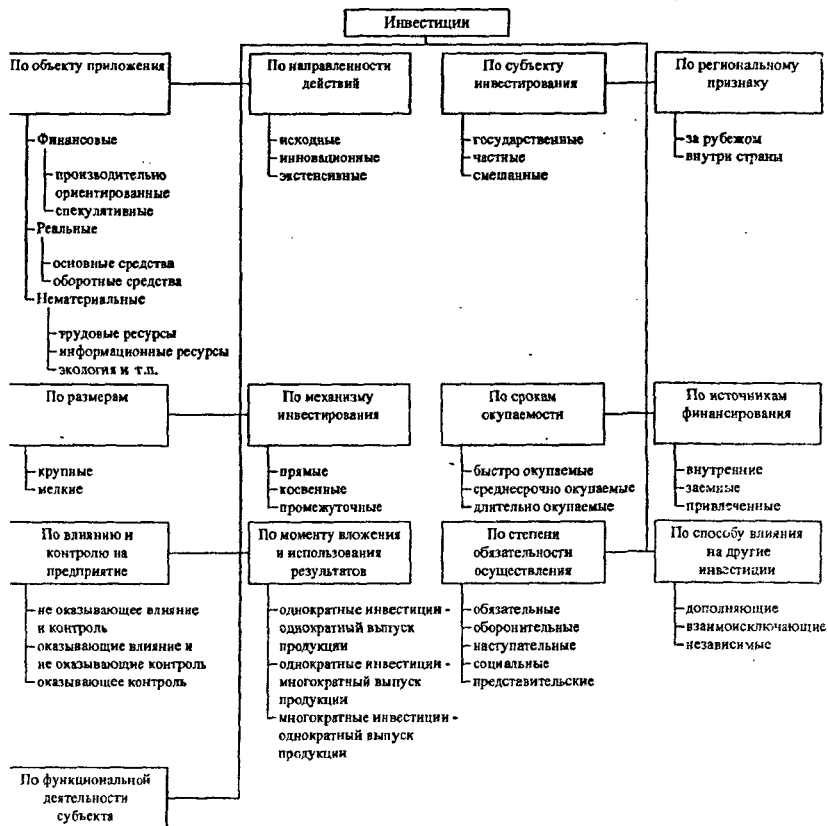 Инвестиции
По объекту приложения
Финансовые
производительно
ориентированные
спекулятивные
Реальные
основные средства
оборотные средства
Нематериальные
трудовые ресурсы
информационные ресурсы
экология и т.п.
По направленности
действий
исходные
инновационные
экстенсивные
По субъекту
инвестирования
государственные
частные
смешанные
По региональному
признаку
за рубежом
внутри страны
По размерам
крупные
мелкие
По механизму
инвестирования
прямые
косвенные
промежуточные
По срокам
окупаемости
быстро окупаемые
среднесрочно окупаемые
длительно окупаемые
По источникам
финансирования
внутренние
заемные
привлеченные
По влиянию и
контролю на
предприятие
не оказывающее влияние
и контроль
оказывающие влияние и
не оказывающие контроль
оказывающее контроль
По моменту вложения
и использования
результатов
однократные инвестиции -
однократный выпуск
продукции
однократные инвестиции -
многократный выпуск
продукции
многократные инвестиции -
однократный выпуск
продукции
По степени
обязательности
осуществления
обязательные
оборонительные
наступательные
социальные
представительские
По способу влияния
на другие
инвестиции
дополняющие
взаимоисключающие
независимые
По функциональной
деятельности
субъекта